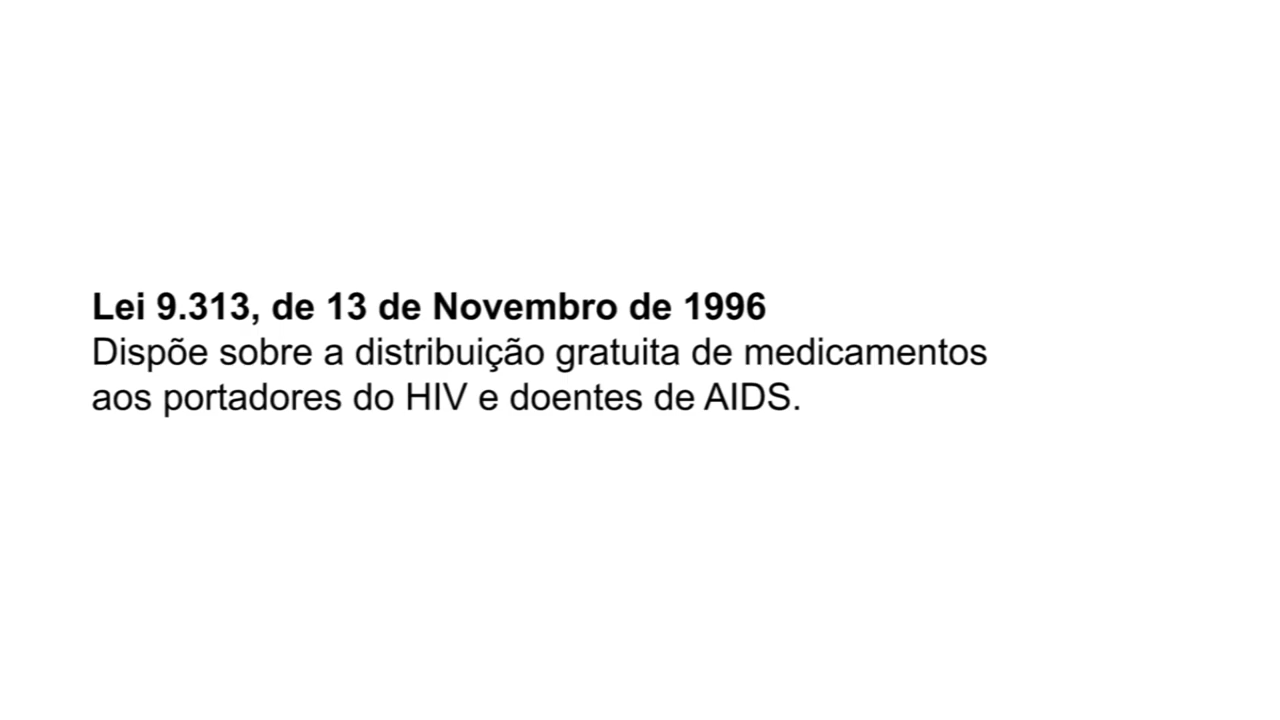 Lei 9.313, de 13 de Novembro de 1996
Dispõe sobre a distribuição gratuita de medicamentos
aos portadores do HIV e doentes de AIDS.